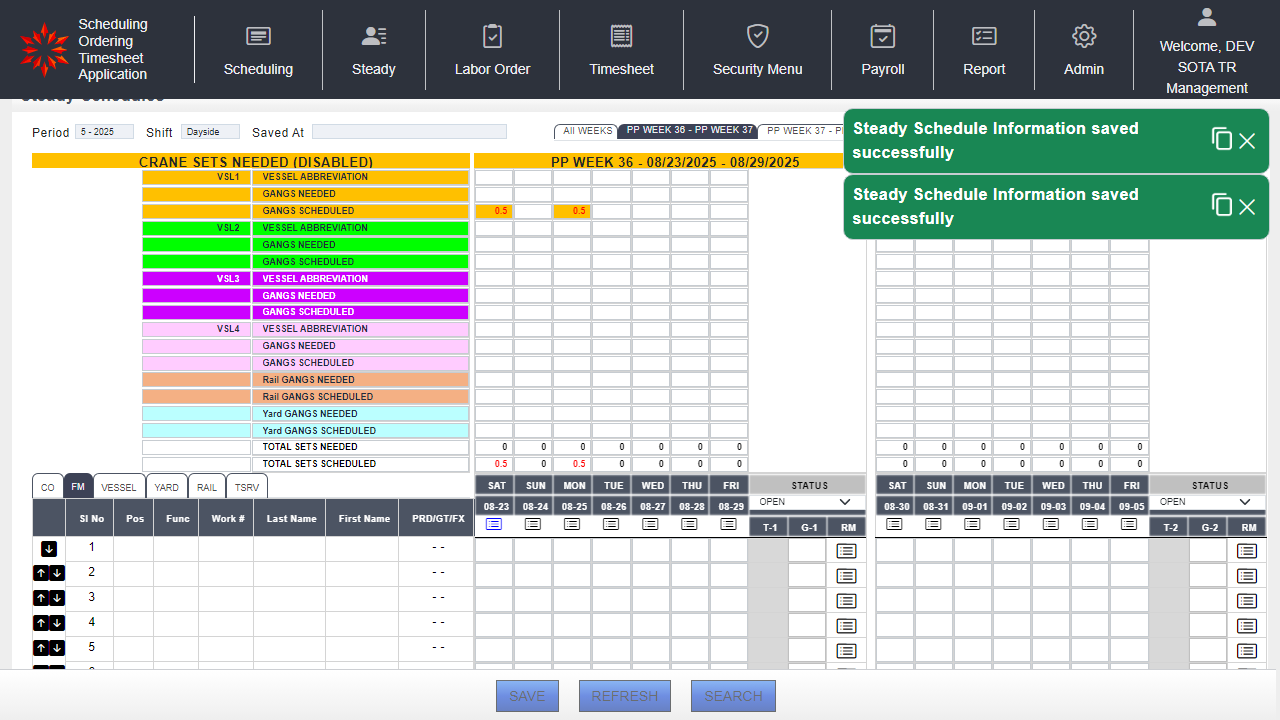 Scheduling
Ordering
Timesheet
Application
Scheduling
Steady
Labor Order
Timesheet
Security Menu
Payroll
Report
Admin
Welcome, DEV
SOTA TR
Management
Steady Schedules
Period 5 - 2025 Shift Dayside Saved At
All WEEKS PP WEEK 36 - PP WEEK 37 PP WEEK 37 - P
Steady Schedule Information saved
successfully
Steady Schedule Information saved
successfully
CRANE SETS NEEDED (DISABLED) PP WEEK 36 - 08/23/2025 - 08/29/2025
VSL1 VESSEL ABBREVIATION
GANGS NEEDED
GANGS SCHEDULED 0.5 0.5
VSL2 VESSEL ABBREVIATION
GANGS NEEDED
GANGS SCHEDULED
VSL3 VESSEL ABBREVIATION
GANGS NEEDED
GANGS SCHEDULED
VSL4 VESSEL ABBREVIATION
GANGS NEEDED
GANGS SCHEDULED
Rail GANGS NEEDED
Rail GANGS SCHEDULED
Yard GANGS NEEDED
Yard GANGS SCHEDULED
TOTAL SETS NEEDED 0 0 0 0 0 0 0 0 0 0 0 0 0 0
TOTAL SETS SCHEDULED 0.5 0 0.5 0 0 0 0 0 0 0 0 0 0 0
CO FM VESSEL YARD RAIL TSRV SAT SUN MON TUE WED THU FRI STATUS SAT SUN MON TUE WED THU FRI STATUS
08-23 08-24 08-25 08-26 08-27 08-28 08-29 OPEN 08-30 08-31 09-01 09-02 09-03 09-04 09-05 OPEN
Sl No Pos Func Work # Last Name First Name PRD/GT/FX T-1 G-1 RM T-2 G-2 RM
1 - -
2 - -
3 - -
4 - -
5 - -
SAVE REFRESH SEARCH